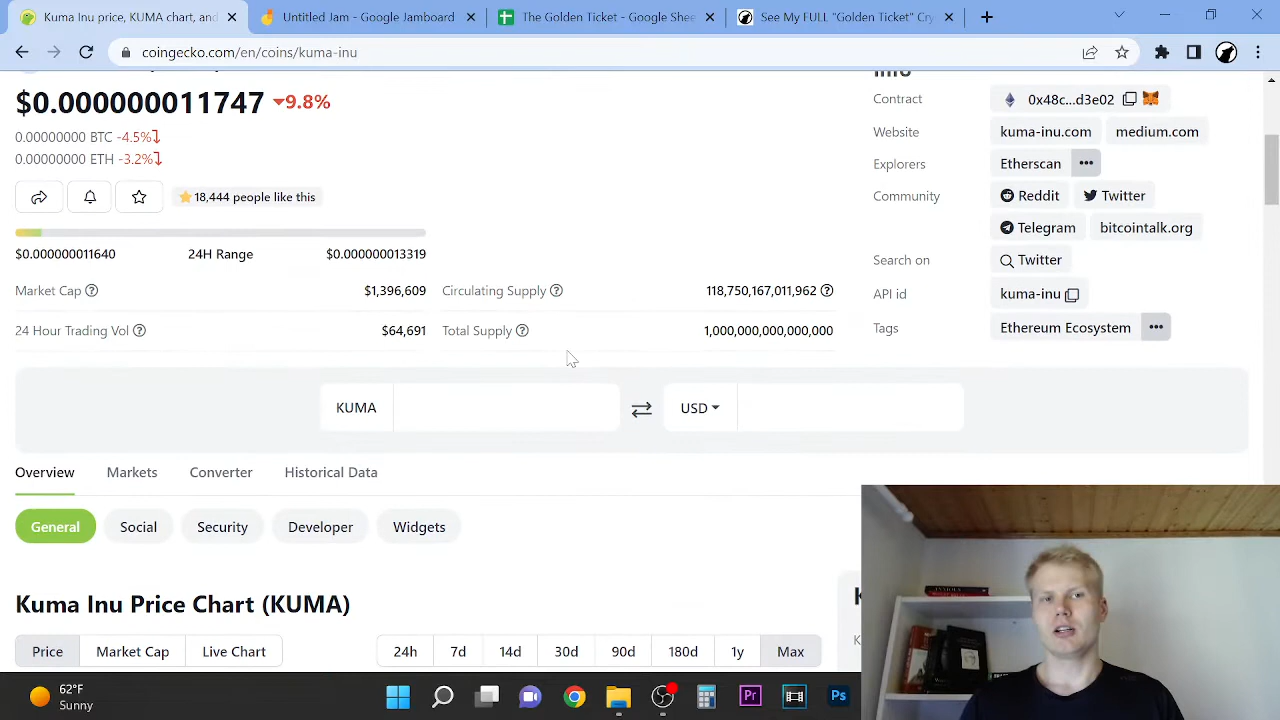 Kuma Inu price, KUMA chart, and
Untitled Jam - Google Jamboard
The Golden Ticket - Google Shee
See My FULL "Golden Ticket" Cry
coingecko.com/en/coins/kuma-inu
$0.000000011747 9.8%
0.00000000 BTC -4.5%
0.00000000 ETH -3.2%
18,444 people like this
$0.000000011640 24H Range $0.000000013319
Market Cap $1,396,609 Circulating Supply 118,750,167,011,962
24 Hour Trading Vol $64,691 Total Supply 1,000,000,000,000,000
Info
Contract 0x48c...d3e02
Website kuma-inu.com medium.com
Explorers Etherscan
Community Reddit Twitter
Telegram bitcointalk.org
Search on Twitter
API id kuma-inu
Tags Ethereum Ecosystem
KUMA USD
Overview Markets Converter Historical Data
General Social Security Developer Widgets
Kuma Inu Price Chart (KUMA)
Price Market Cap Live Chart 24h 7d 14d 30d 90d 180d 1y Max
62°F
Sunny
Pr
Ps